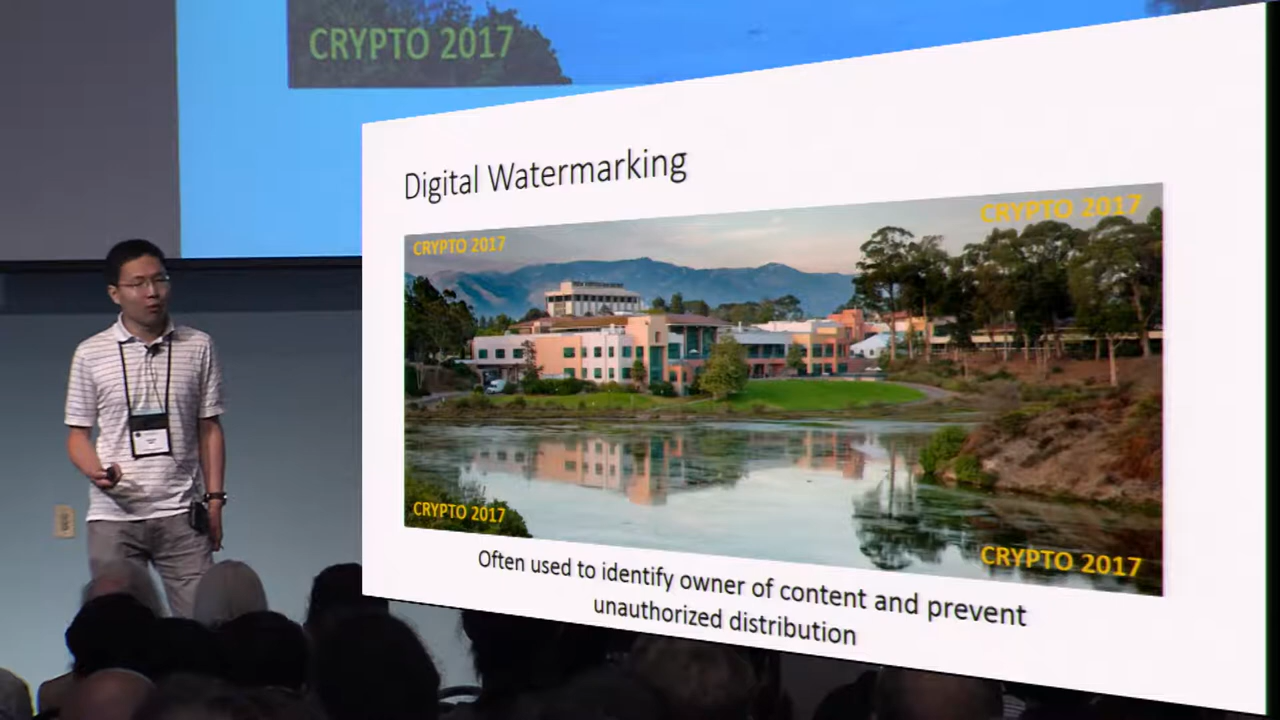 CRYPTO 2017
Digital Watermarking
CRYPTO 2017
CRYPTO 2017
CRYPTO 2017
CRYPTO 2017
Often used to identify owner of content and prevent
unauthorized distribution